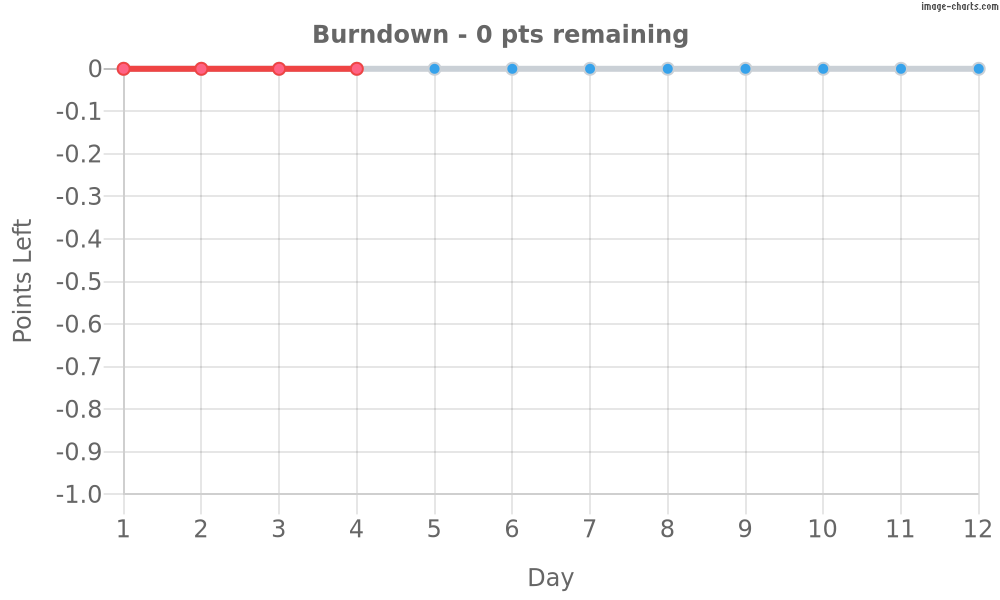 image-charts.com
Burndown - 0 pts remaining
0
-0.1
-0.2
-0.3
-0.4
-0.5
-0.6
-0.7
-0.8
-0.9
-1.0
Points Left
1 2 3 4 5 6 7 8 9 10 11 12
Day